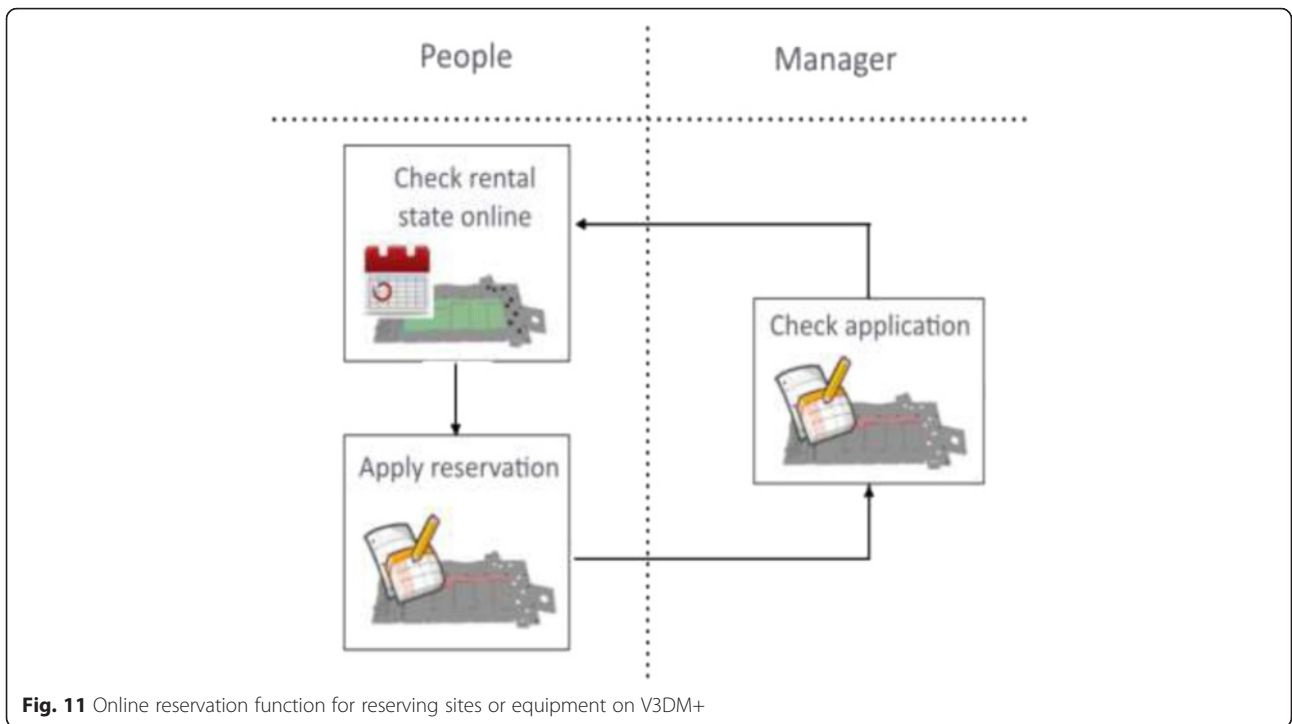 People
Manager
Check rental
state online
Check application
Apply reservation
Fig. 11 Online reservation function for reserving sites or equipment on V3DM+